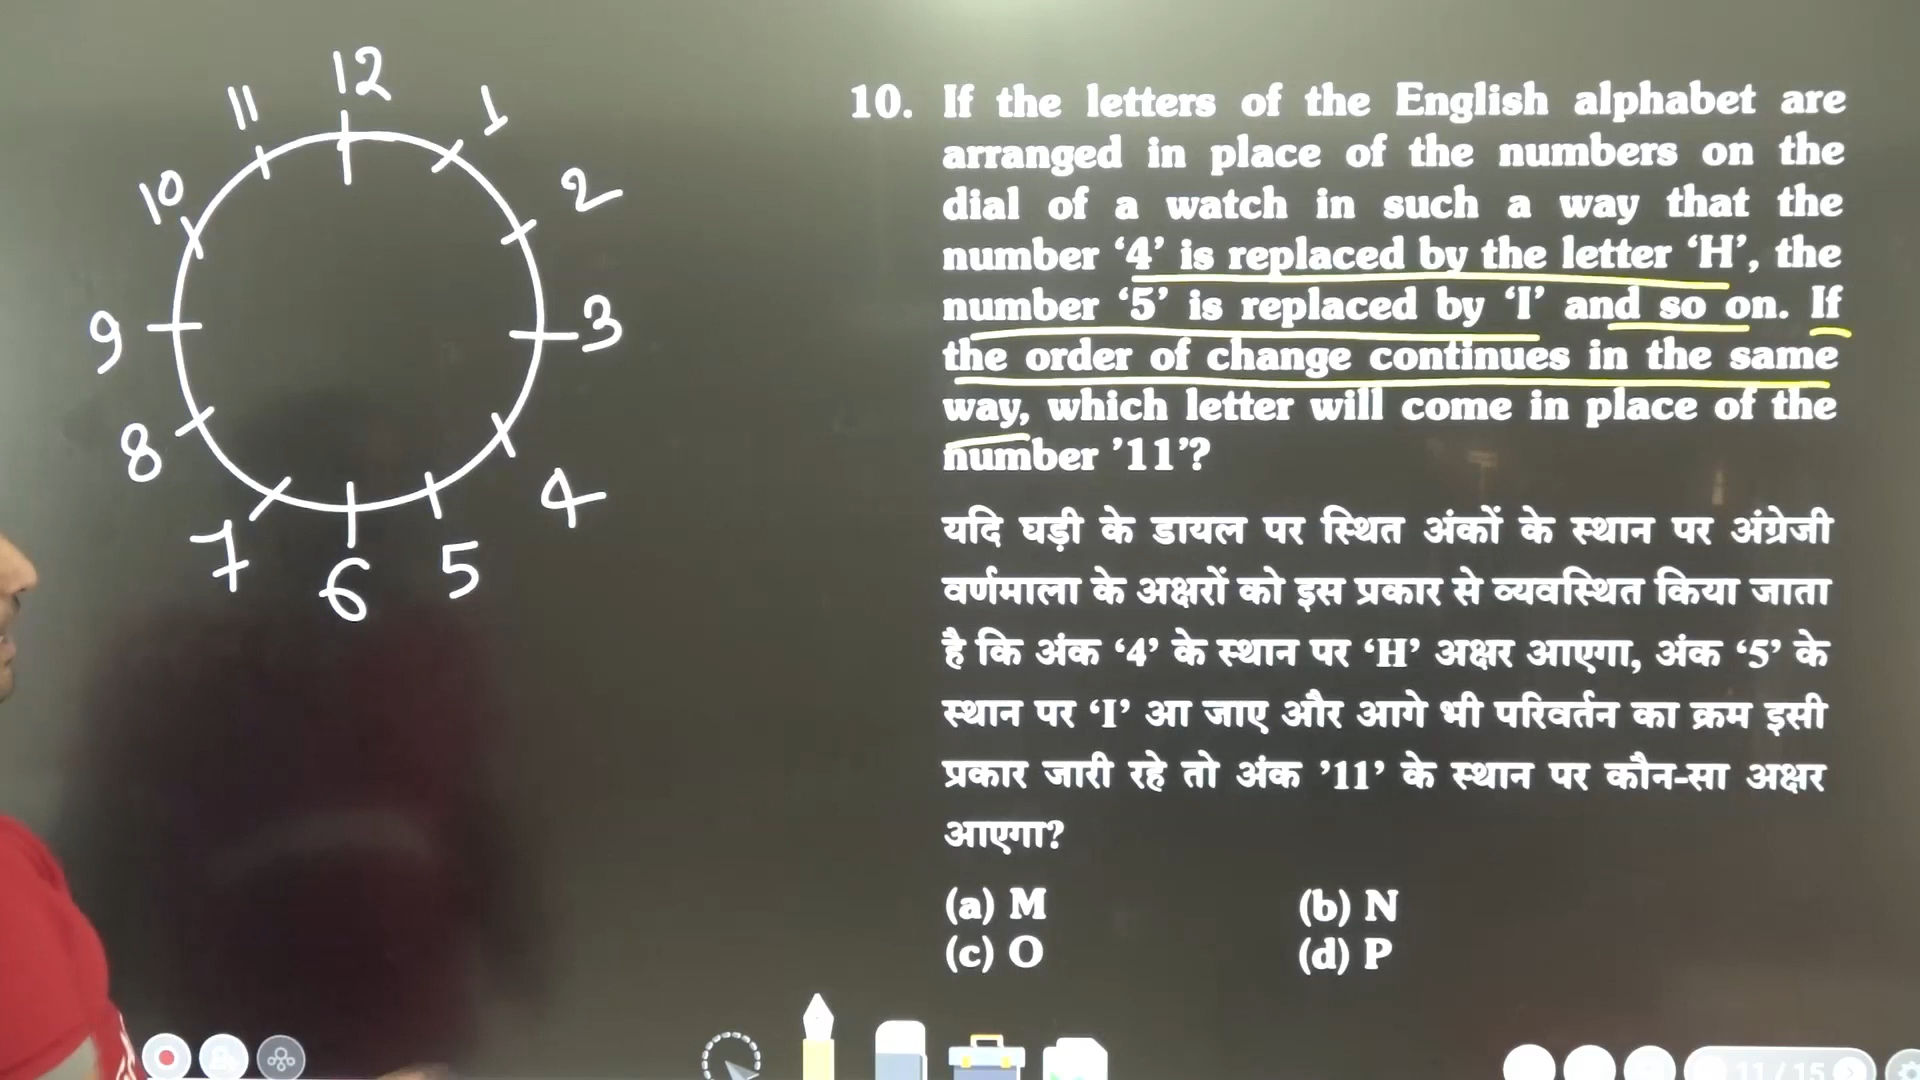 12
11
1
10
2
9
3
8
4
7
6
5
10. If the letters of the English alphabet are
arranged in place of the numbers on the
dial of a watch in such a way that the
number ‘4’ is replaced by the letter ‘H’, the
number ‘5’ is replaced by ‘I’ and so on. If
the order of change continues in the same
way, which letter will come in place of the
number ’11’?
यदि घड़ी के डायल पर स्थित अंकों के स्थान पर अंग्रेजी
वर्णमाला के अक्षरों को इस प्रकार से व्यवस्थित किया जाता
है कि अंक ‘4’ के स्थान पर ‘H’ अक्षर आएगा, अंक ‘5’ के
स्थान पर ‘I’ आ जाए और आगे भी परिवर्तन का क्रम इसी
प्रकार जारी रहे तो अंक ’11’ के स्थान पर कौन-सा अक्षर
आएगा?
(a) M (b) N
(c) O (d) P
11 / 15